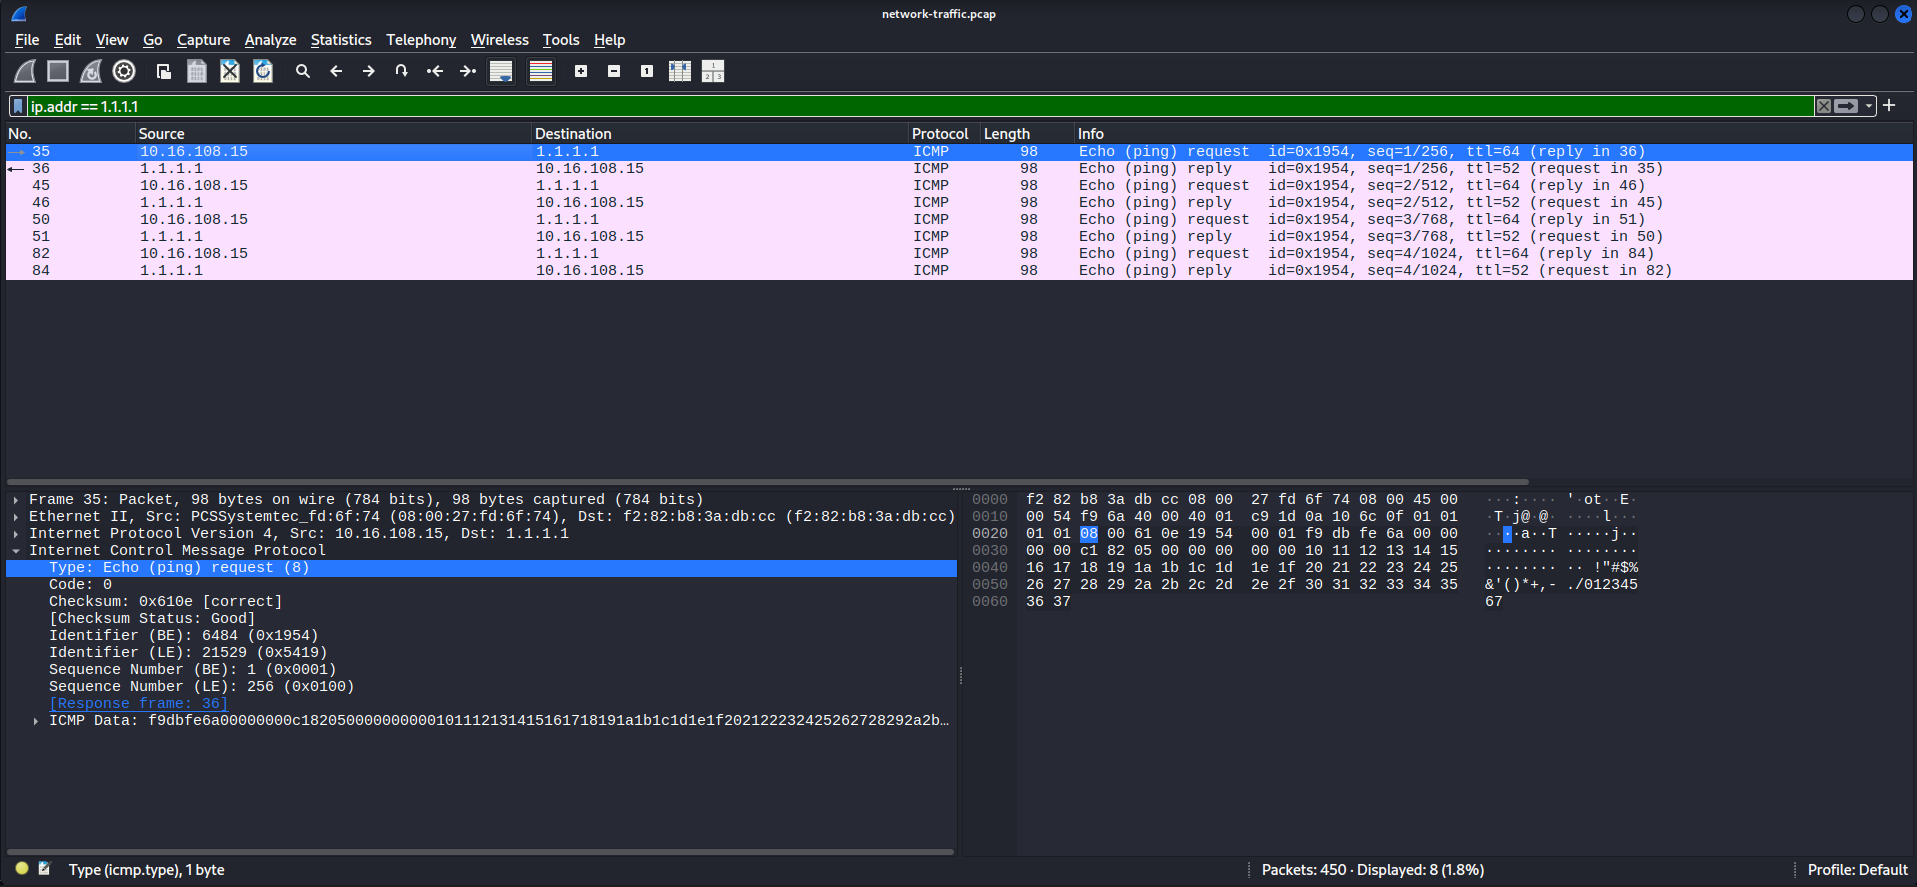 network-traffic.pcap
File Edit View Go Capture Analyze Statistics Telephony Wireless Tools Help
ip.addr == 1.1.1.1
No. Source Destination Protocol Length Info
35 10.16.108.15 1.1.1.1 ICMP 98 Echo (ping) request id=0x1954, seq=1/256, ttl=64 (reply in 36)
36 1.1.1.1 10.16.108.15 ICMP 98 Echo (ping) reply id=0x1954, seq=1/256, ttl=52 (request in 35)
45 10.16.108.15 1.1.1.1 ICMP 98 Echo (ping) request id=0x1954, seq=2/512, ttl=64 (reply in 46)
46 1.1.1.1 10.16.108.15 ICMP 98 Echo (ping) reply id=0x1954, seq=2/512, ttl=52 (request in 45)
50 10.16.108.15 1.1.1.1 ICMP 98 Echo (ping) request id=0x1954, seq=3/768, ttl=64 (reply in 51)
51 1.1.1.1 10.16.108.15 ICMP 98 Echo (ping) reply id=0x1954, seq=3/768, ttl=52 (request in 50)
82 10.16.108.15 1.1.1.1 ICMP 98 Echo (ping) request id=0x1954, seq=4/1024, ttl=64 (reply in 84)
84 1.1.1.1 10.16.108.15 ICMP 98 Echo (ping) reply id=0x1954, seq=4/1024, ttl=52 (request in 82)
Frame 35: Packet, 98 bytes on wire (784 bits), 98 bytes captured (784 bits)
Ethernet II, Src: PCSSystemtec_fd:6f:74 (08:00:27:fd:6f:74), Dst: f2:82:b8:3a:db:cc (f2:82:b8:3a:db:cc)
Internet Protocol Version 4, Src: 10.16.108.15, Dst: 1.1.1.1
Internet Control Message Protocol
Type: Echo (ping) request (8)
Code: 0
Checksum: 0x610e [correct]
[Checksum Status: Good]
Identifier (BE): 6484 (0x1954)
Identifier (LE): 21529 (0x5419)
Sequence Number (BE): 1 (0x0001)
Sequence Number (LE): 256 (0x0100)
[Response frame: 36]
ICMP Data: f9dbfe6a00000000c182050000000000101112131415161718191a1b1c1d1e1f202122232425262728292a2b…
0000 f2 82 b8 3a db cc 08 00 27 fd 6f 74 08 00 45 00 ···:···· '·ot··E·
0010 00 54 f9 6a 40 00 40 01 c9 1d 0a 10 6c 0f 01 01 ·T·j@·@· ····l···
0020 01 01 08 00 61 0e 19 54 00 01 f9 db fe 6a 00 00 ····a··T ·····j··
0030 00 00 c1 82 05 00 00 00 00 00 10 11 12 13 14 15 ········ ········
0040 16 17 18 19 1a 1b 1c 1d 1e 1f 20 21 22 23 24 25 ········ ·· !"#$%
0050 26 27 28 29 2a 2b 2c 2d 2e 2f 30 31 32 33 34 35 &'()*+,- ./012345
0060 36 37 67
Type (icmp.type), 1 byte Packets: 450 · Displayed: 8 (1.8%) Profile: Default